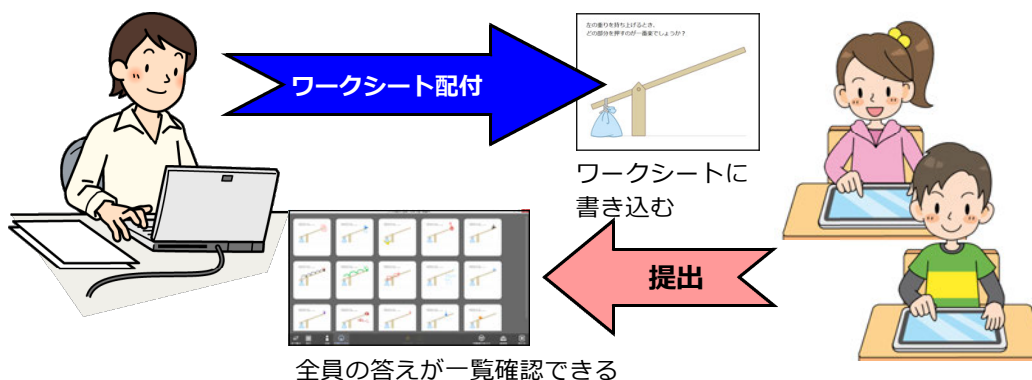 左の重りを持ち上げるとき、
どの部分を押すのが一番楽でしょうか？
ワークシート配付
ワークシートに
書き込む
提出
全員の答えが一覧確認できる